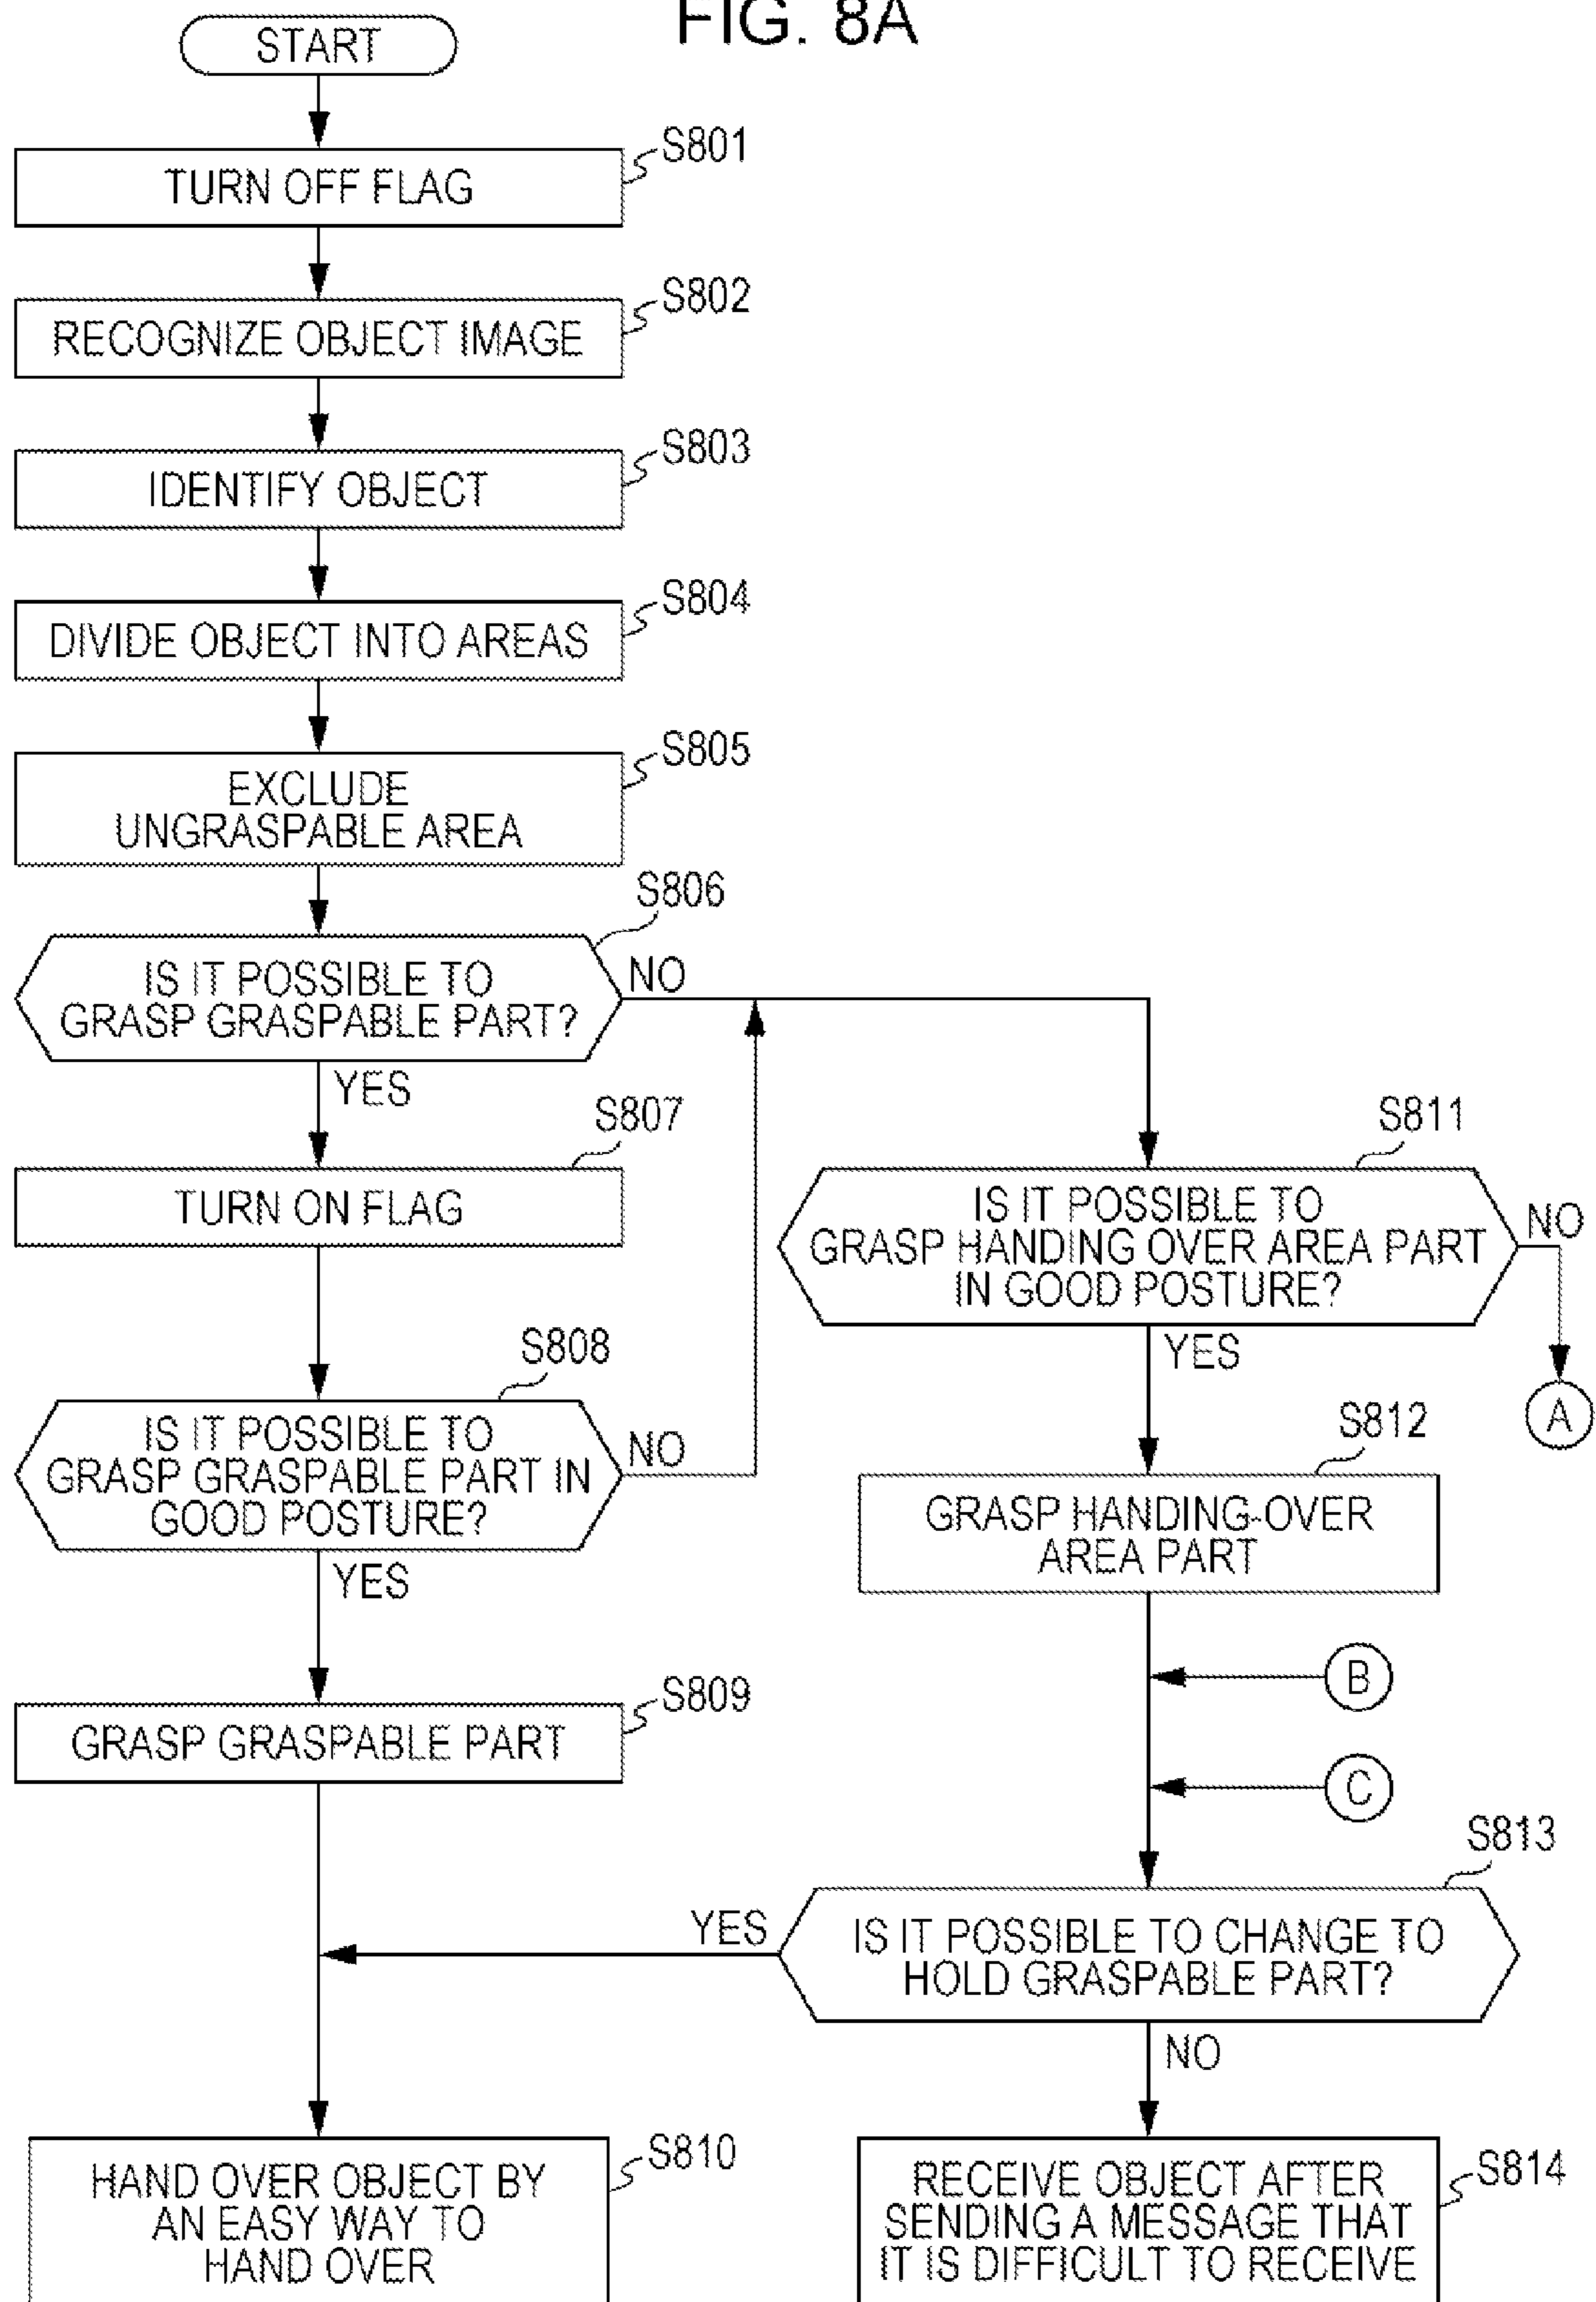 FIG. 8A
START
S801
TURN OFF FLAG
S802
RECOGNIZE OBJECT IMAGE
S803
IDENTIFY OBJECT
S804
DIVIDE OBJECT INTO AREAS
S805
EXCLUDE
UNGRASPABLE AREA
S806
IS IT POSSIBLE TO
GRASP GRASPABLE PART?
NO
YES
S807
TURN ON FLAG
S808
IS IT POSSIBLE TO
GRASP GRASPABLE PART IN
GOOD POSTURE?
NO
YES
S809
GRASP GRASPABLE PART
S810
HAND OVER OBJECT BY
AN EASY WAY TO
HAND OVER
S811
IS IT POSSIBLE TO
GRASP HANDING OVER AREA PART
IN GOOD POSTURE?
NO
A
YES
S812
GRASP HANDING-OVER
AREA PART
B
C
S813
IS IT POSSIBLE TO CHANGE TO
HOLD GRASPABLE PART?
YES
NO
S814
RECEIVE OBJECT AFTER
SENDING A MESSAGE THAT
IT IS DIFFICULT TO RECEIVE